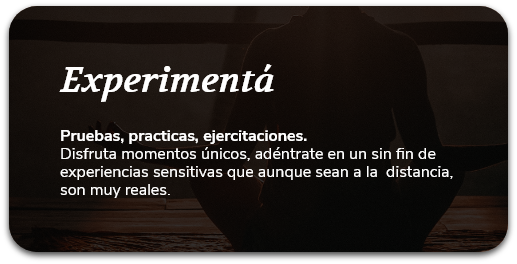 Experimentá
Pruebas, practicas, ejercitaciones.
Disfruta momentos únicos, adéntrate en un sin fin de
experiencias sensitivas que aunque sean a la  distancia,
son muy reales.